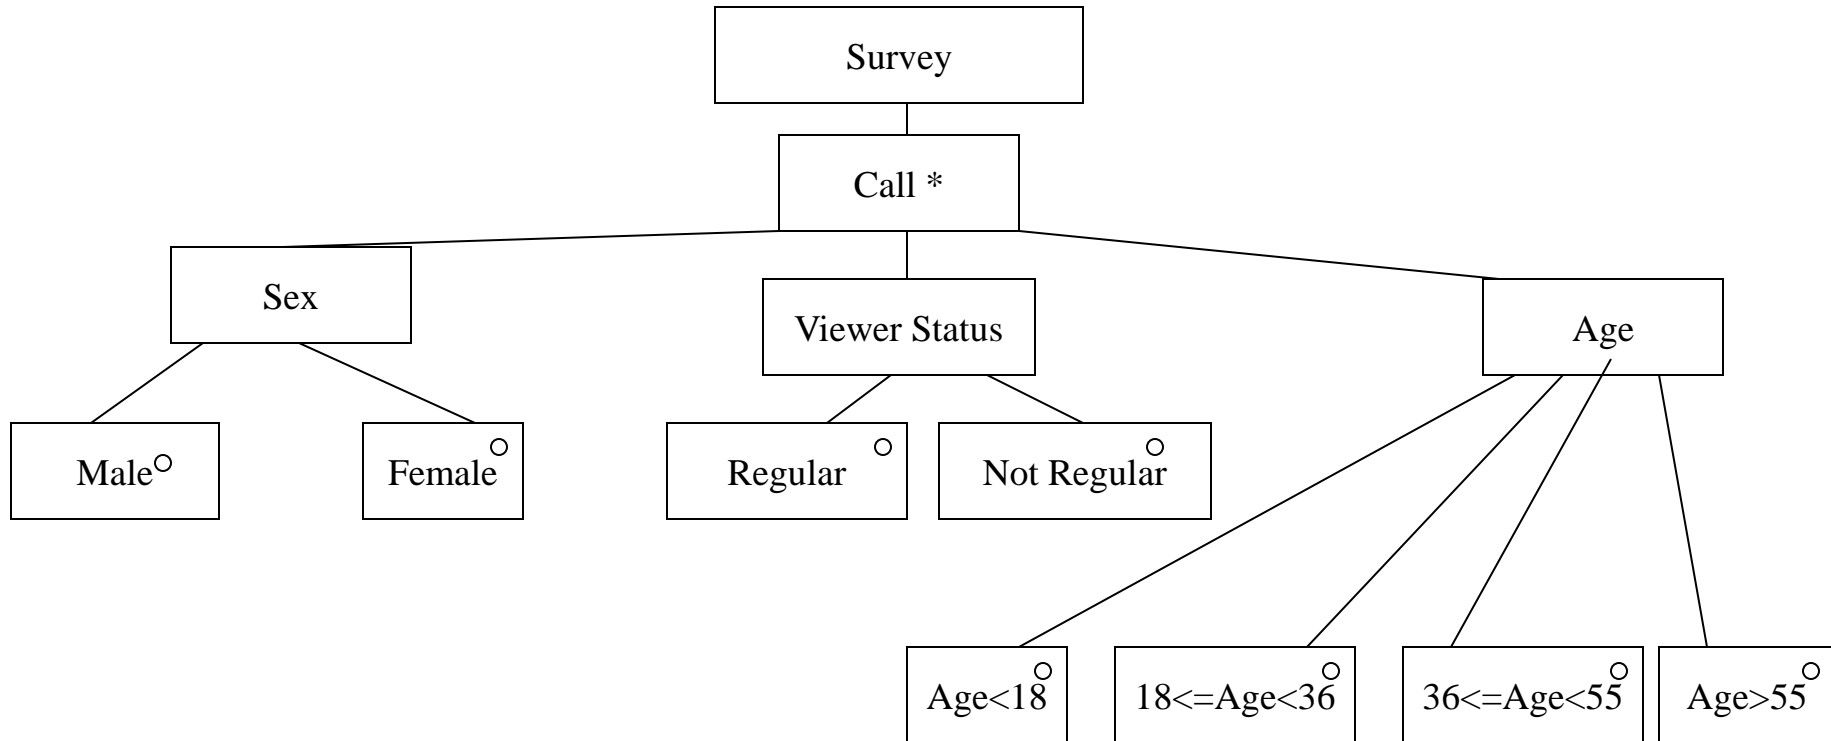 Survey
Call *
Sex
Viewer Status
Age
Male
Female
Regular
Not Regular
Age<18
18<=Age<36
36<=Age<55
Age>55